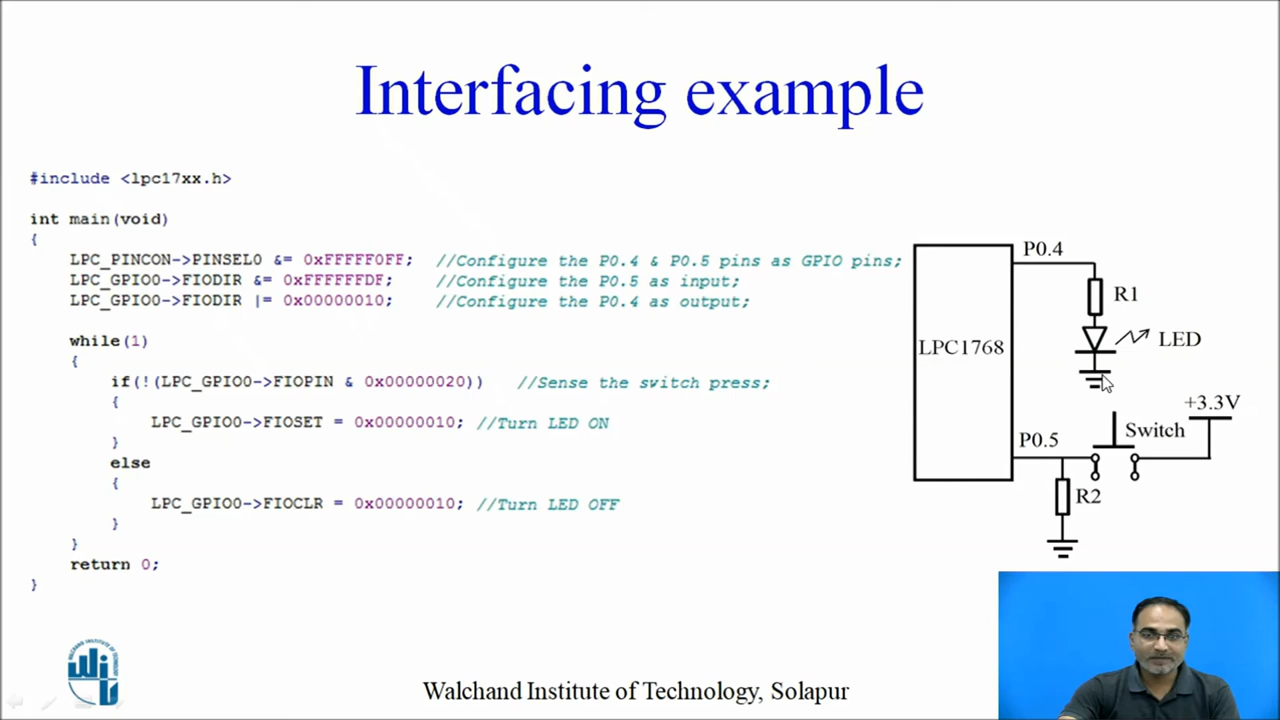 Interfacing example
#include <lpc17xx.h>
int main(void)
{
LPC_PINCON->PINSEL0 &= 0xFFFFF0FF; //Configure the P0.4 & P0.5 pins as GPIO pins;
LPC_GPIO0->FIODIR &= 0xFFFFFFDF; //Configure the P0.5 as input;
LPC_GPIO0->FIODIR |= 0x00000010; //Configure the P0.4 as output;
while(1)
{
if(!(LPC_GPIO0->FIOPIN & 0x00000020)) //Sense the switch press;
{
LPC_GPIO0->FIOSET = 0x00000010; //Turn LED ON
}
else
{
LPC_GPIO0->FIOCLR = 0x00000010; //Turn LED OFF
}
}
return 0;
}
P0.4
R1
LPC1768
LED
+3.3V
Switch
P0.5
R2
Walchand Institute of Technology, Solapur